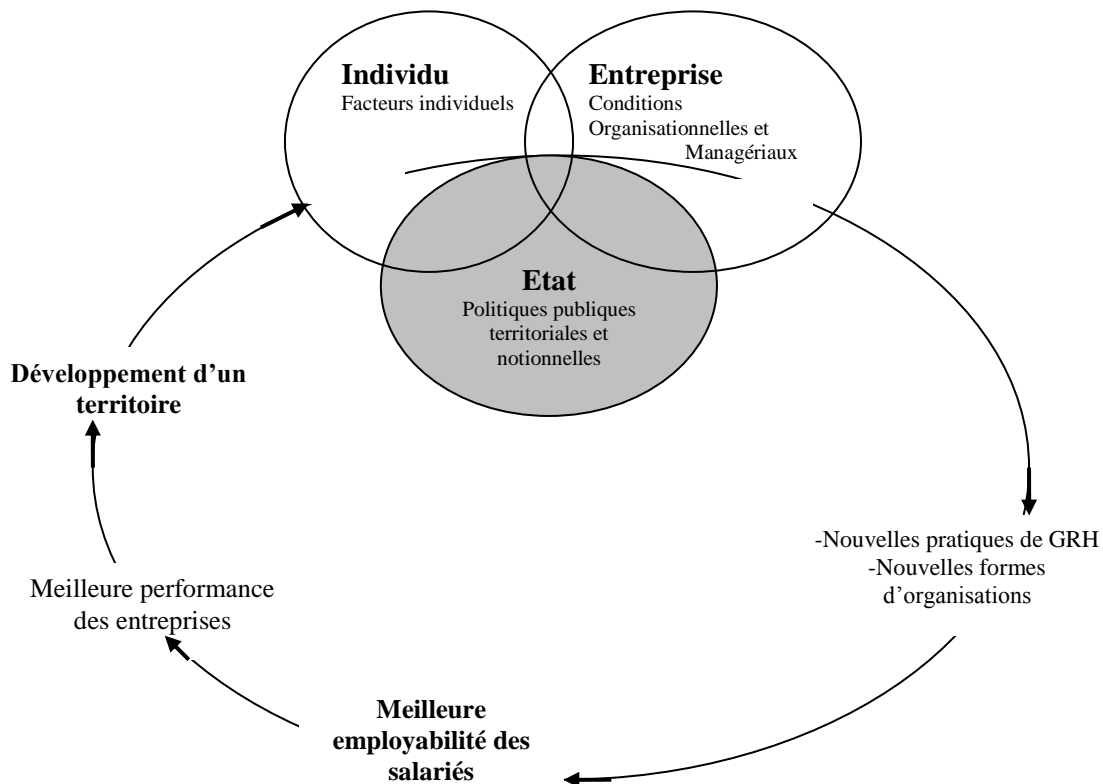 Individu
Facteurs individuels
Entreprise
Conditions
Organisationnelles et
Managériaux
Etat
Politiques publiques
territoriales et
notionnelles
Développement d’un
territoire
-Nouvelles pratiques de GRH
-Nouvelles formes
d’organisations
Meilleure performance
des entreprises
Meilleure
employabilité des
salariés